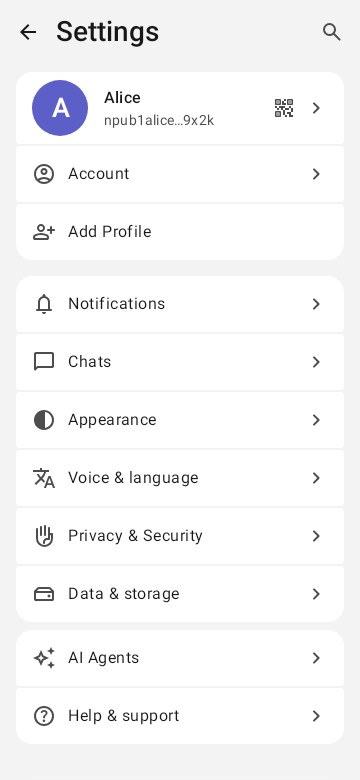 Settings
A
Alice
npub1alice…9x2k
Account
Add Profile
Notifications
Chats
Appearance
Voice & language
Privacy & Security
Data & storage
AI Agents
Help & support